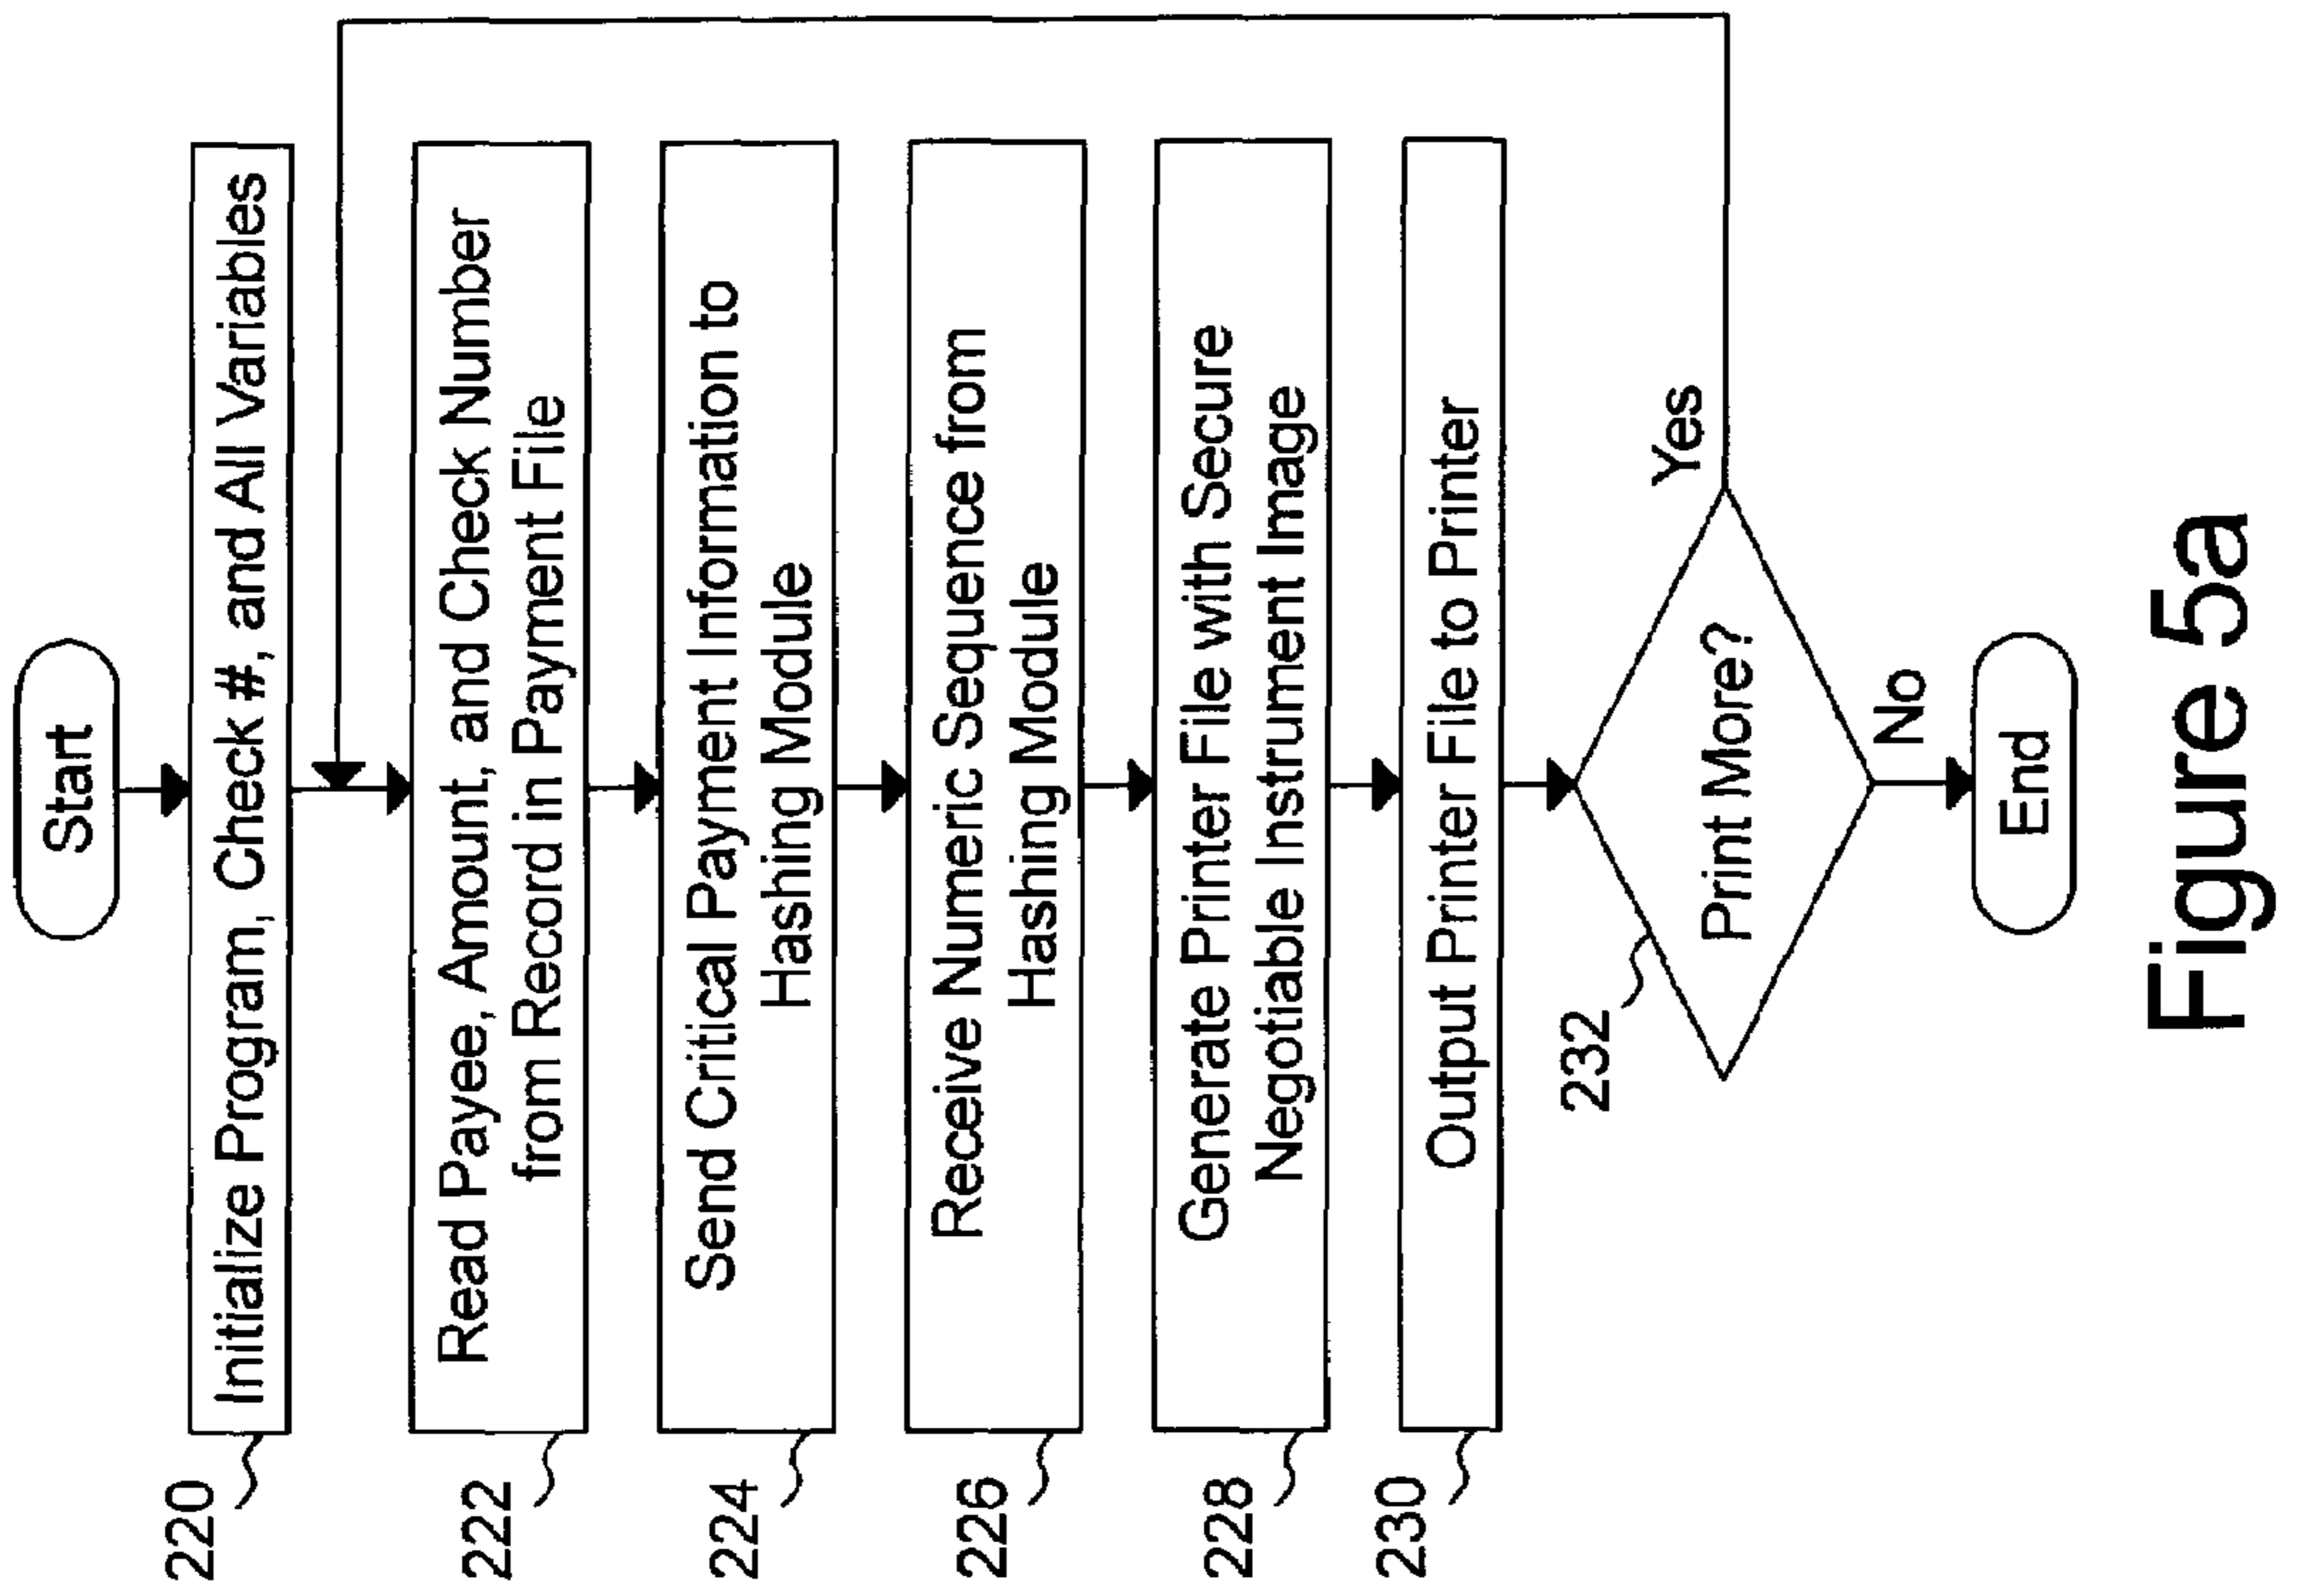 Start
220
Initialize Program, Check #, and All Variables
222
Read Payee, Amount, and Check Number
from Record in Payment File
224
Send Critical Payment Information to
Hashing Module
226
Receive Numeric Sequence from
Hashing Module
228
Generate Printer File with Secure
Negotiable Instrument Image
230
Output Printer File to Printer
232
Print More?
Yes
No
End
Figure 5a